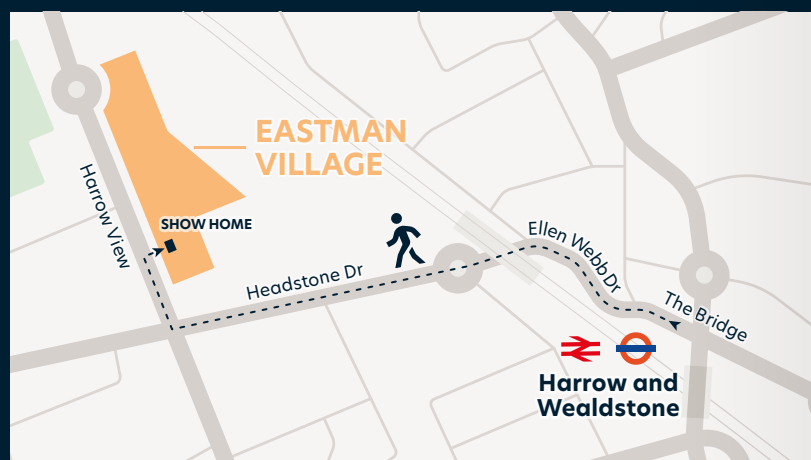 EASTMAN
VILLAGE
Harrow View
SHOW HOME
Headstone Dr
Ellen Webb Dr
The Bridge
Harrow and
Wealdstone